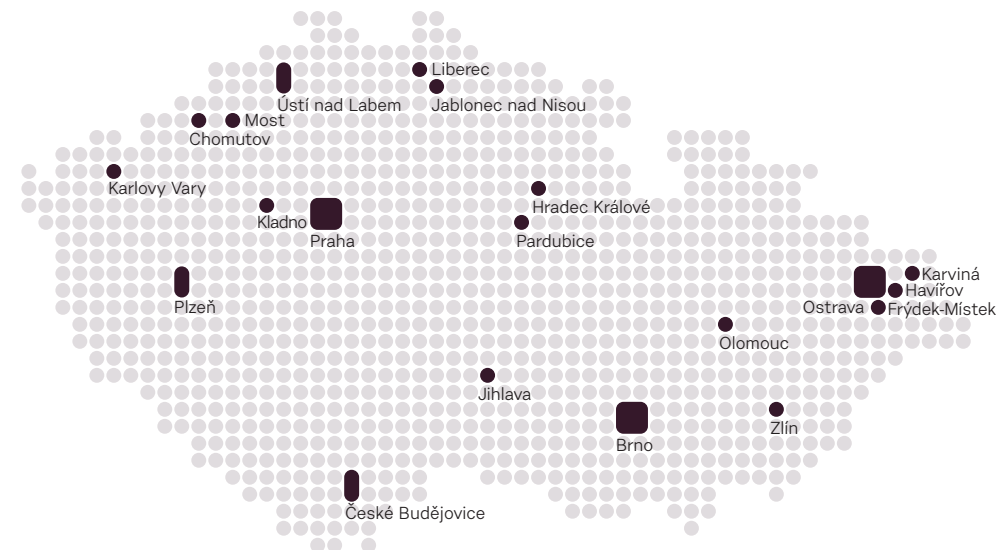 Liberec
Ústí nad Labem
Jablonec nad Nisou
Most
Chomutov
Karlovy Vary
Hradec Králové
Kladno
Praha
Pardubice
Karviná
Havířov
Plzeň
Ostrava
Frýdek-Místek
Olomouc
Jihlava
Zlín
Brno
České Budějovice